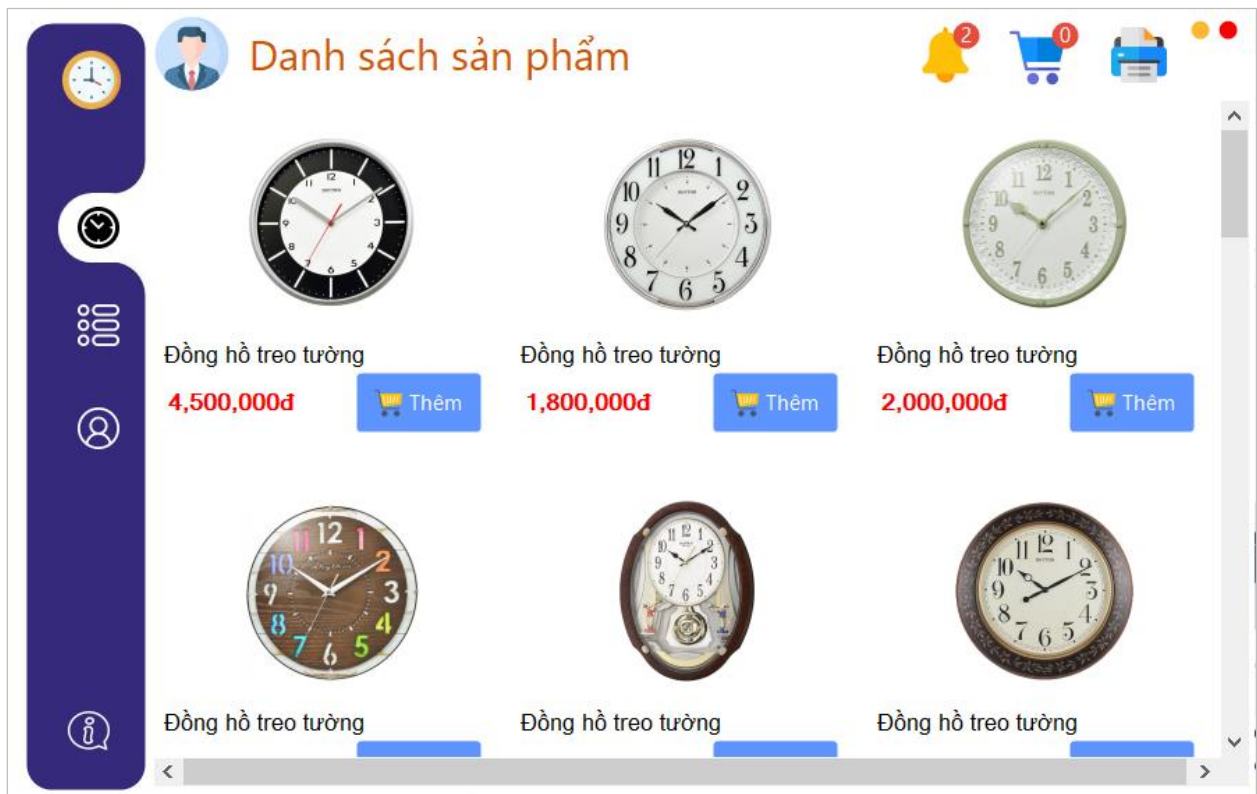 Danh sách sản phẩm
2
0
Đồng hồ treo tường
Đồng hồ treo tường
Đồng hồ treo tường
4,500,000đ
Thêm
1,800,000đ
Thêm
2,000,000đ
Thêm
Đồng hồ treo tường
Đồng hồ treo tường
Đồng hồ treo tường